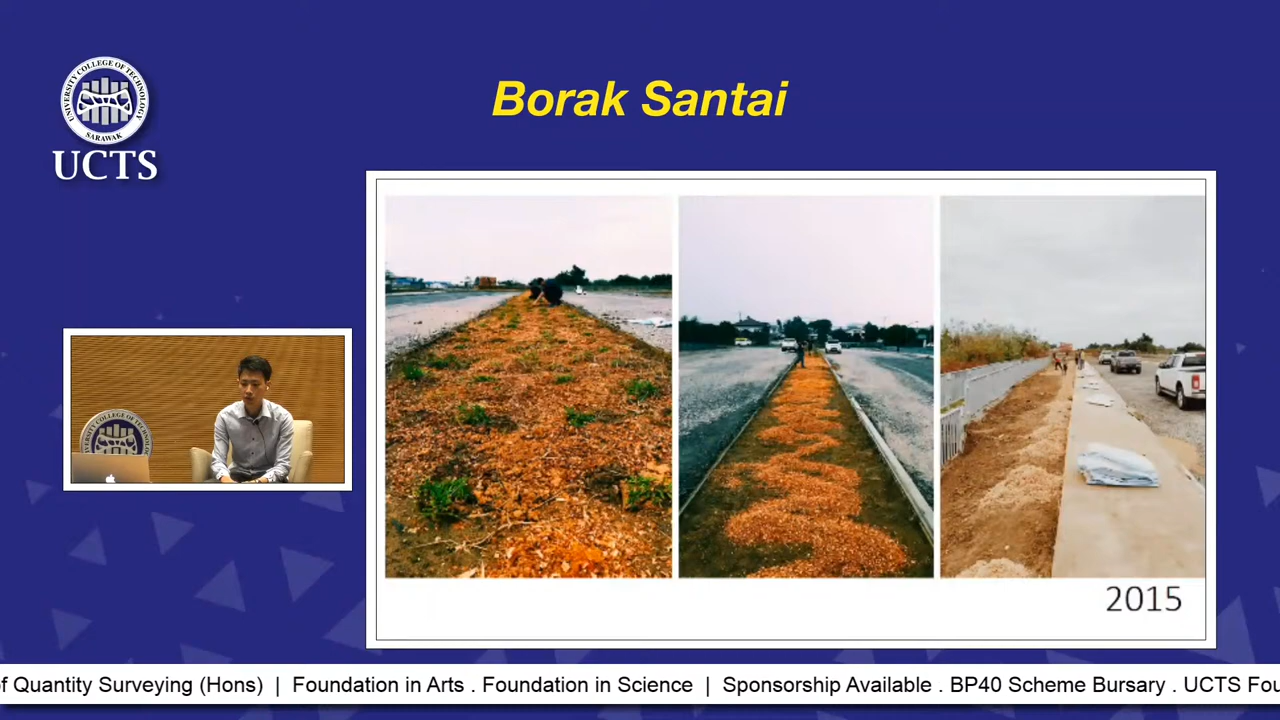 UNIVERSITY COLLEGE OF TECHNOLOGY
SARAWAK
UCTS
Borak Santai
2015
of Quantity Surveying (Hons) | Foundation in Arts . Foundation in Science | Sponsorship Available . BP40 Scheme Bursary . UCTS Fou